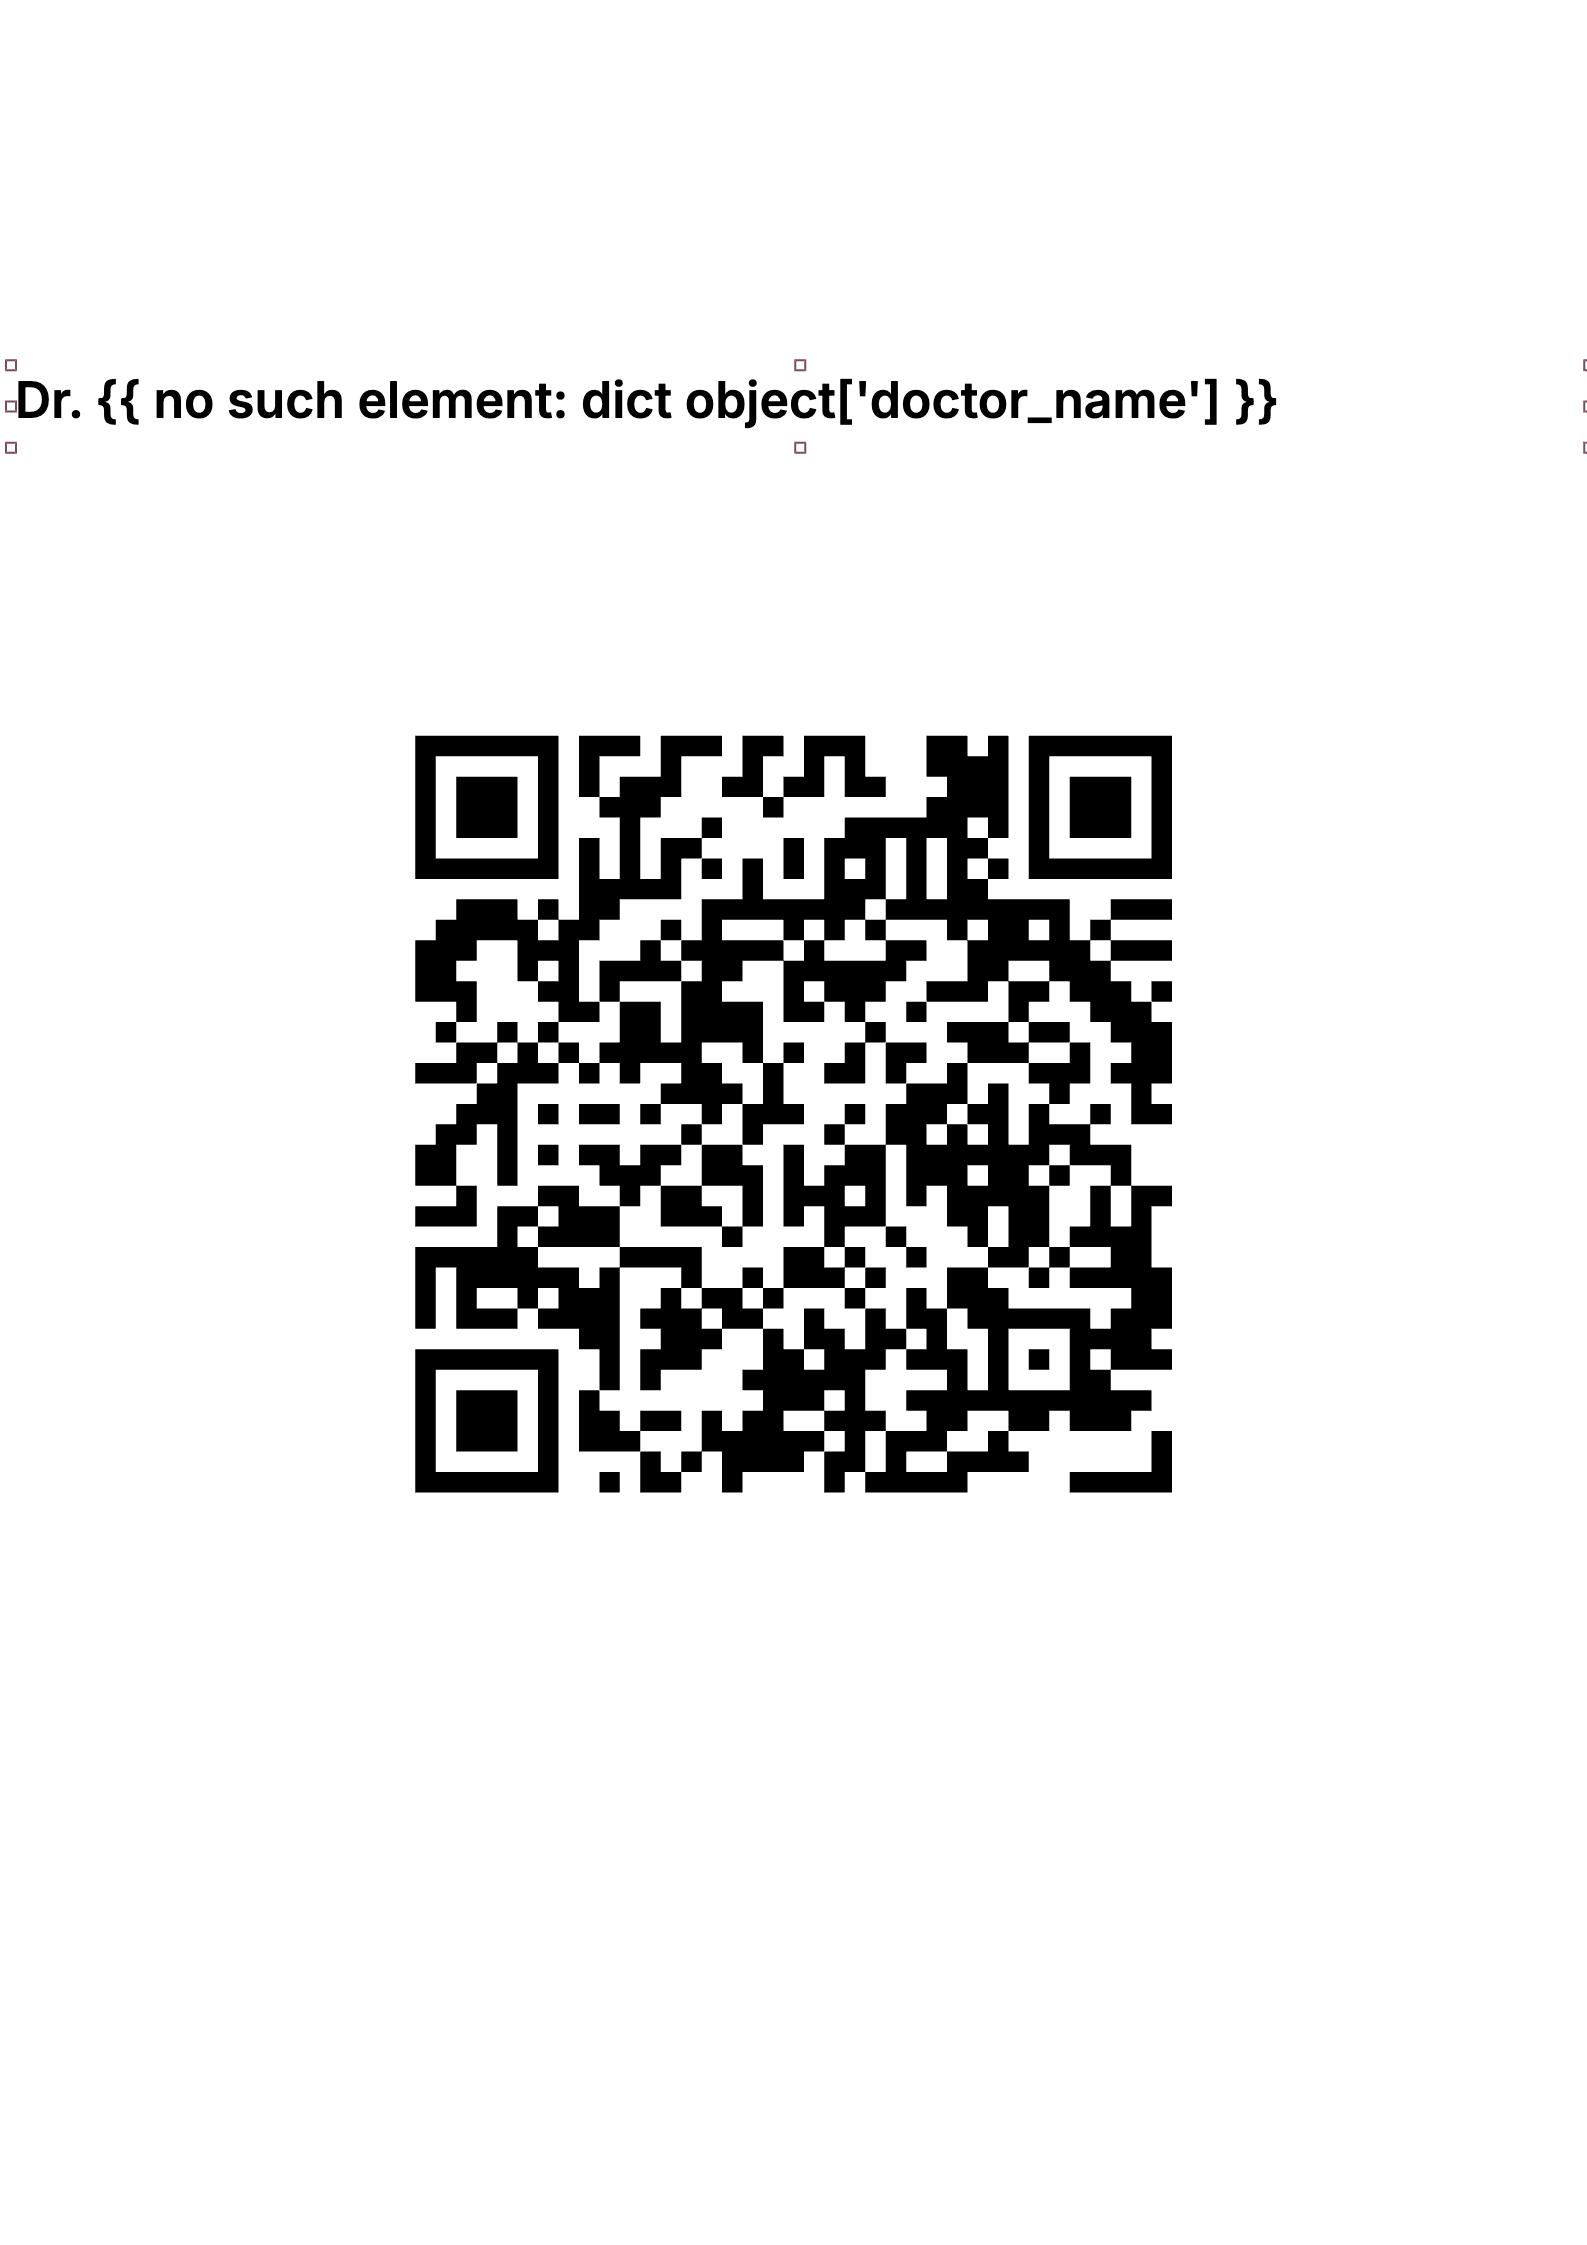 Dr. {{ no such element: dict object['doctor_name'] }}